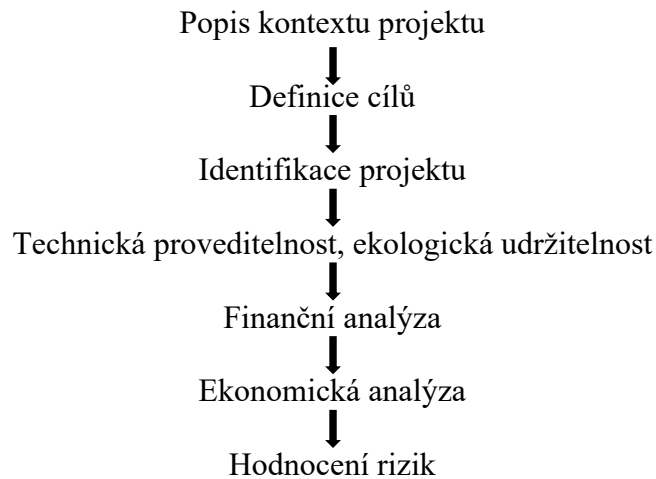 Popis kontextu projektu
Definice cílů
Identifikace projektu
Technická proveditelnost, ekologická udržitelnost
Finanční analýza
Ekonomická analýza
Hodnocení rizik